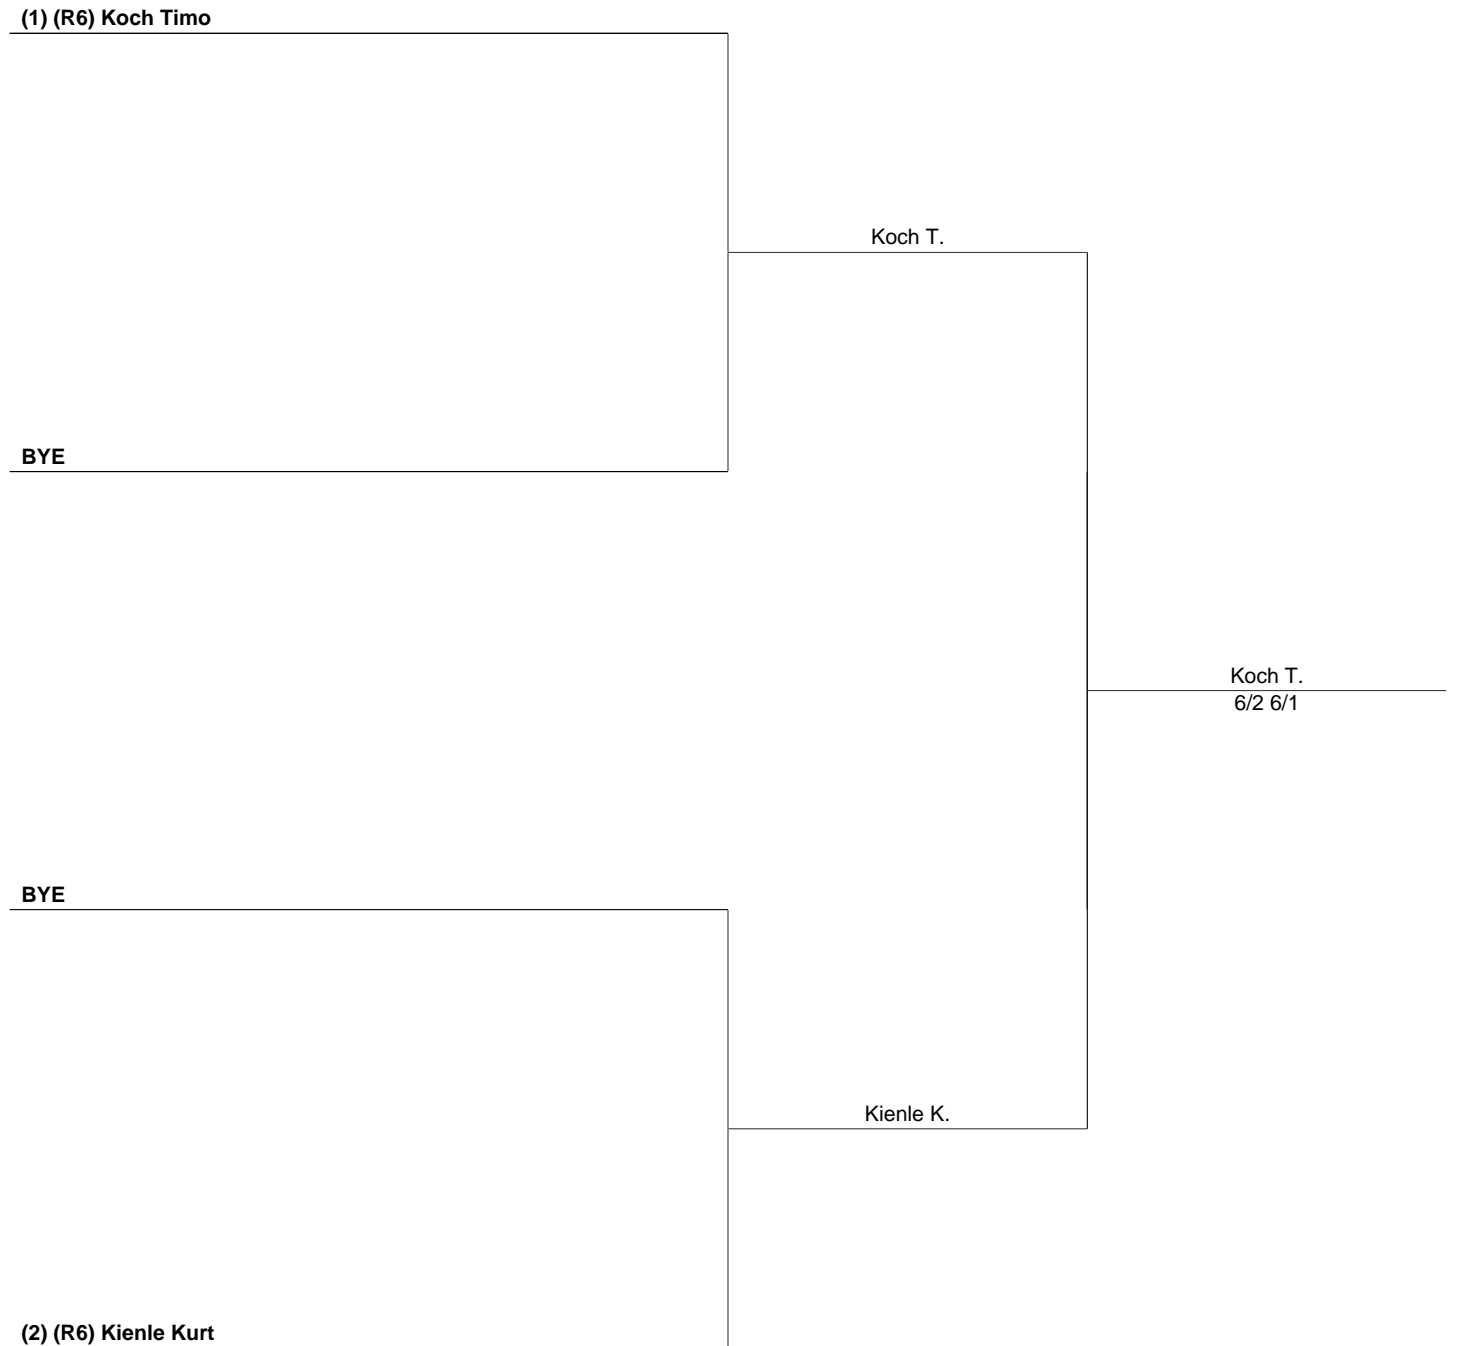 (1) (R6) Koch Timo
Koch T.
BYE
Koch T.
6/2 6/1
BYE
Kienle K.
(2) (R6) Kienle Kurt